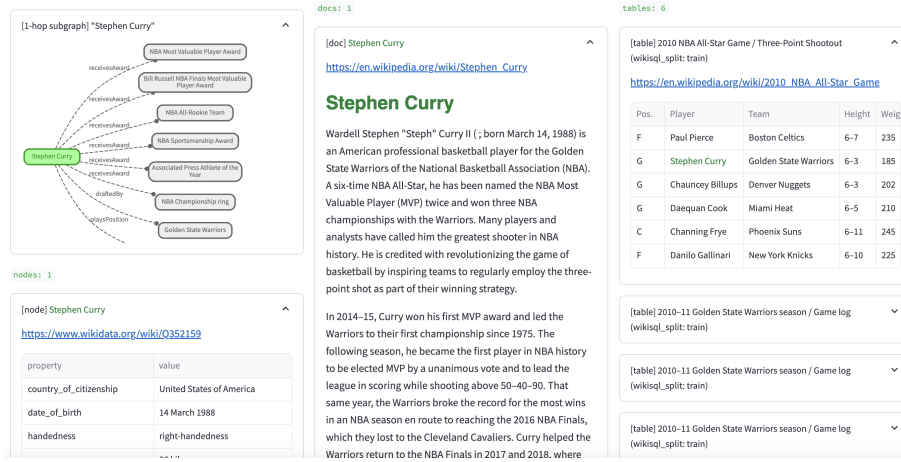 [1-hop subgraph] "Stephen Curry"
NBA Most Valuable Player Award
receivesAward
Bill Russell NBA Finals Most Valuable
Player Award
receivesAward
NBA All-Rookie Team
receivesAward
NBA Sportsmanship Award
receivesAward
Stephen Curry
receivesAward
Associated Press Athlete of the
Year
draftedBy
NBA Championship ring
playsPosition
Golden State Warriors
nodes: 1
[node] Stephen Curry
https://www.wikidata.org/wiki/Q352159
property value
country_of_citizenship United States of America
date_of_birth 14 March 1988
handedness right-handedness
docs: 1
[doc] Stephen Curry
https://en.wikipedia.org/wiki/Stephen_Curry
Stephen Curry
Wardell Stephen "Steph" Curry II ( ; born March 14, 1988) is
an American professional basketball player for the Golden
State Warriors of the National Basketball Association (NBA).
A six-time NBA All-Star, he has been named the NBA Most
Valuable Player (MVP) twice and won three NBA
championships with the Warriors. Many players and
analysts have called him the greatest shooter in NBA
history. He is credited with revolutionizing the game of
basketball by inspiring teams to regularly employ the three-
point shot as part of their winning strategy.
In 2014–15, Curry won his first MVP award and led the
Warriors to their first championship since 1975. The
following season, he became the first player in NBA history
to be elected MVP by a unanimous vote and to lead the
league in scoring while shooting above 50–40–90. That
same year, the Warriors broke the record for the most wins
in an NBA season en route to reaching the 2016 NBA Finals,
which they lost to the Cleveland Cavaliers. Curry helped the
Warriors return to the NBA Finals in 2017 and 2018, where
tables: 6
[table] 2010 NBA All-Star Game / Three-Point Shootout
(wikisql_split: train)
https://en.wikipedia.org/wiki/2010_NBA_All-Star_Game
Pos. Player Team Height Weig
F Paul Pierce Boston Celtics 6–7 235
G Stephen Curry Golden State Warriors 6–3 185
G Chauncey Billups Denver Nuggets 6–3 202
G Daequan Cook Miami Heat 6–5 210
C Channing Frye Phoenix Suns 6–11 245
F Danilo Gallinari New York Knicks 6–10 225
[table] 2010–11 Golden State Warriors season / Game log
(wikisql_split: train)
[table] 2010–11 Golden State Warriors season / Game log
(wikisql_split: train)
[table] 2010–11 Golden State Warriors season / Game log
(wikisql_split: train)